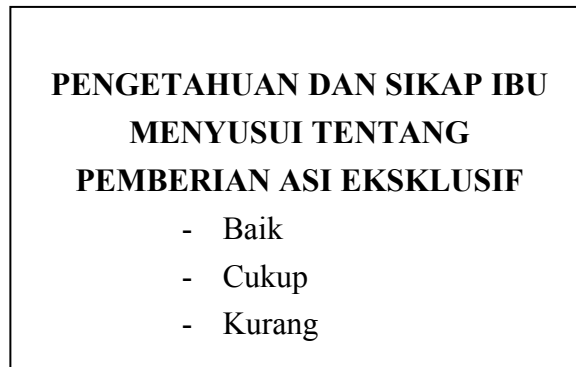 PENGETAHUAN DAN SIKAP IBU
MENYUSUI TENTANG
PEMBERIAN ASI EKSKLUSIF
- Baik
- Cukup
- Kurang